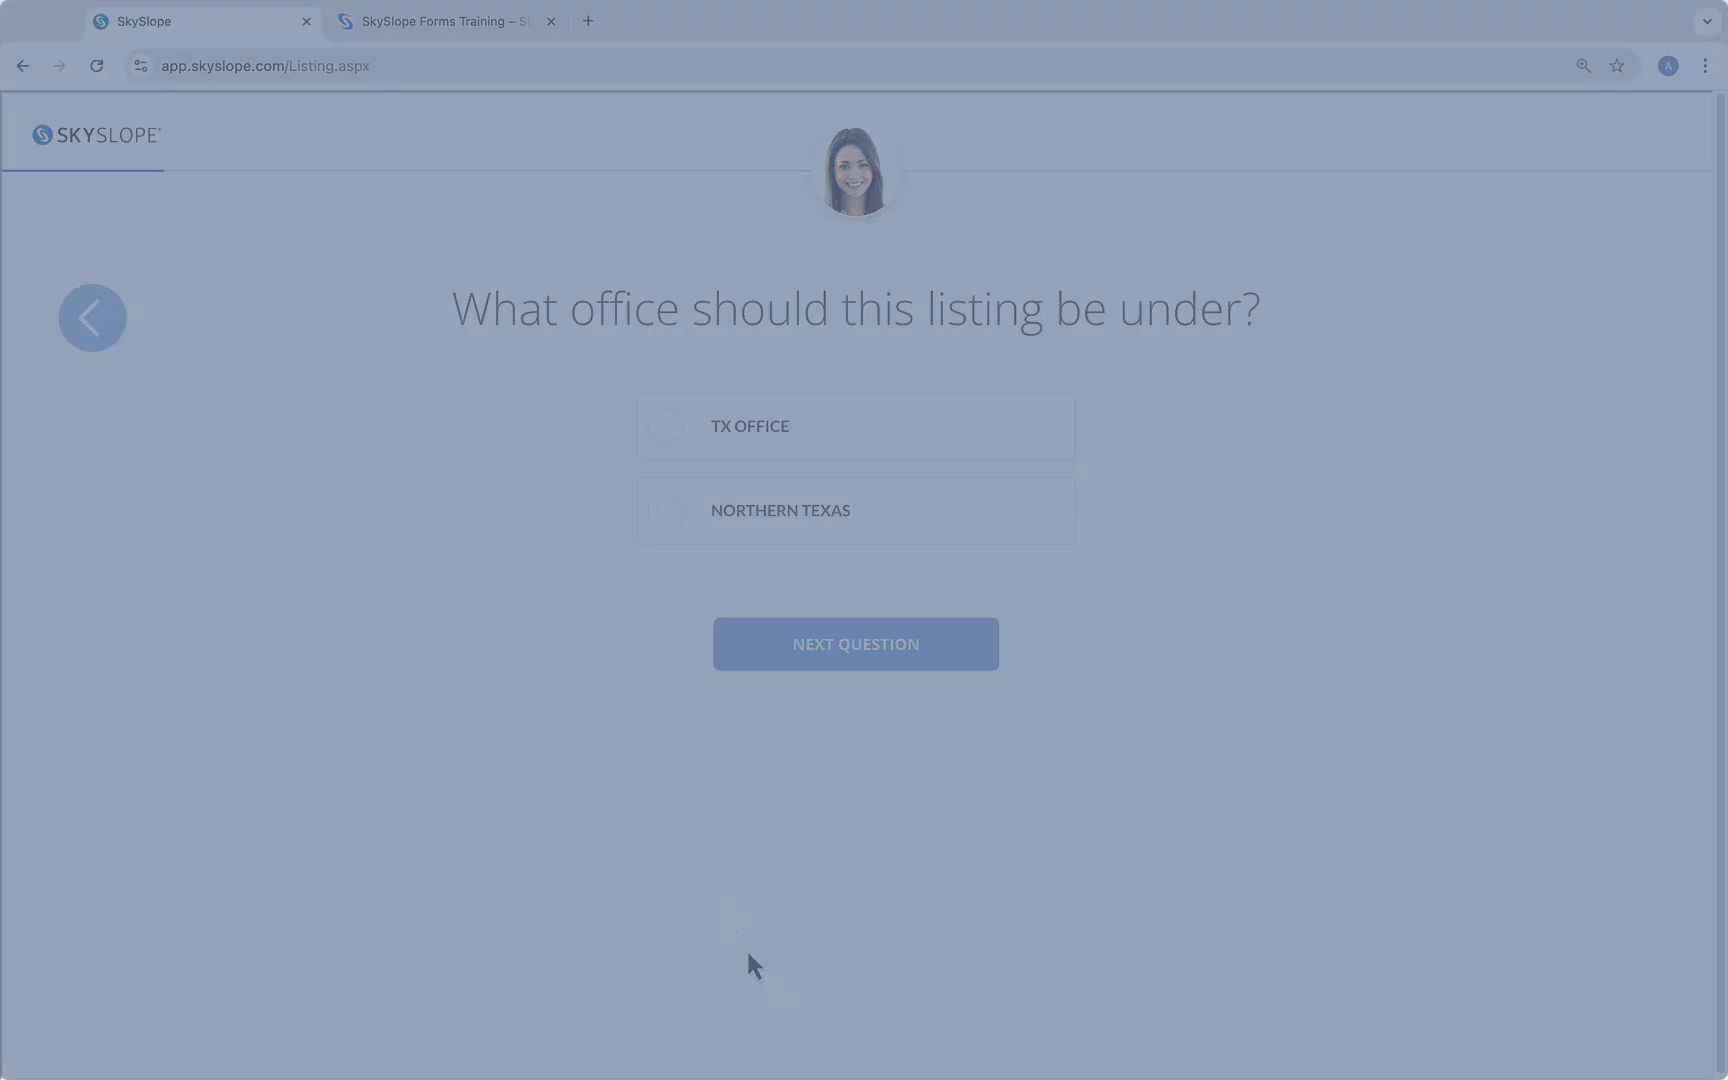 SkySlope
SkySlope Forms Training – S
app.skyslope.com/Listing.aspx
A
SKYSLOPE
What office should this listing be under?
TX OFFICE
NORTHERN TEXAS
NEXT QUESTION